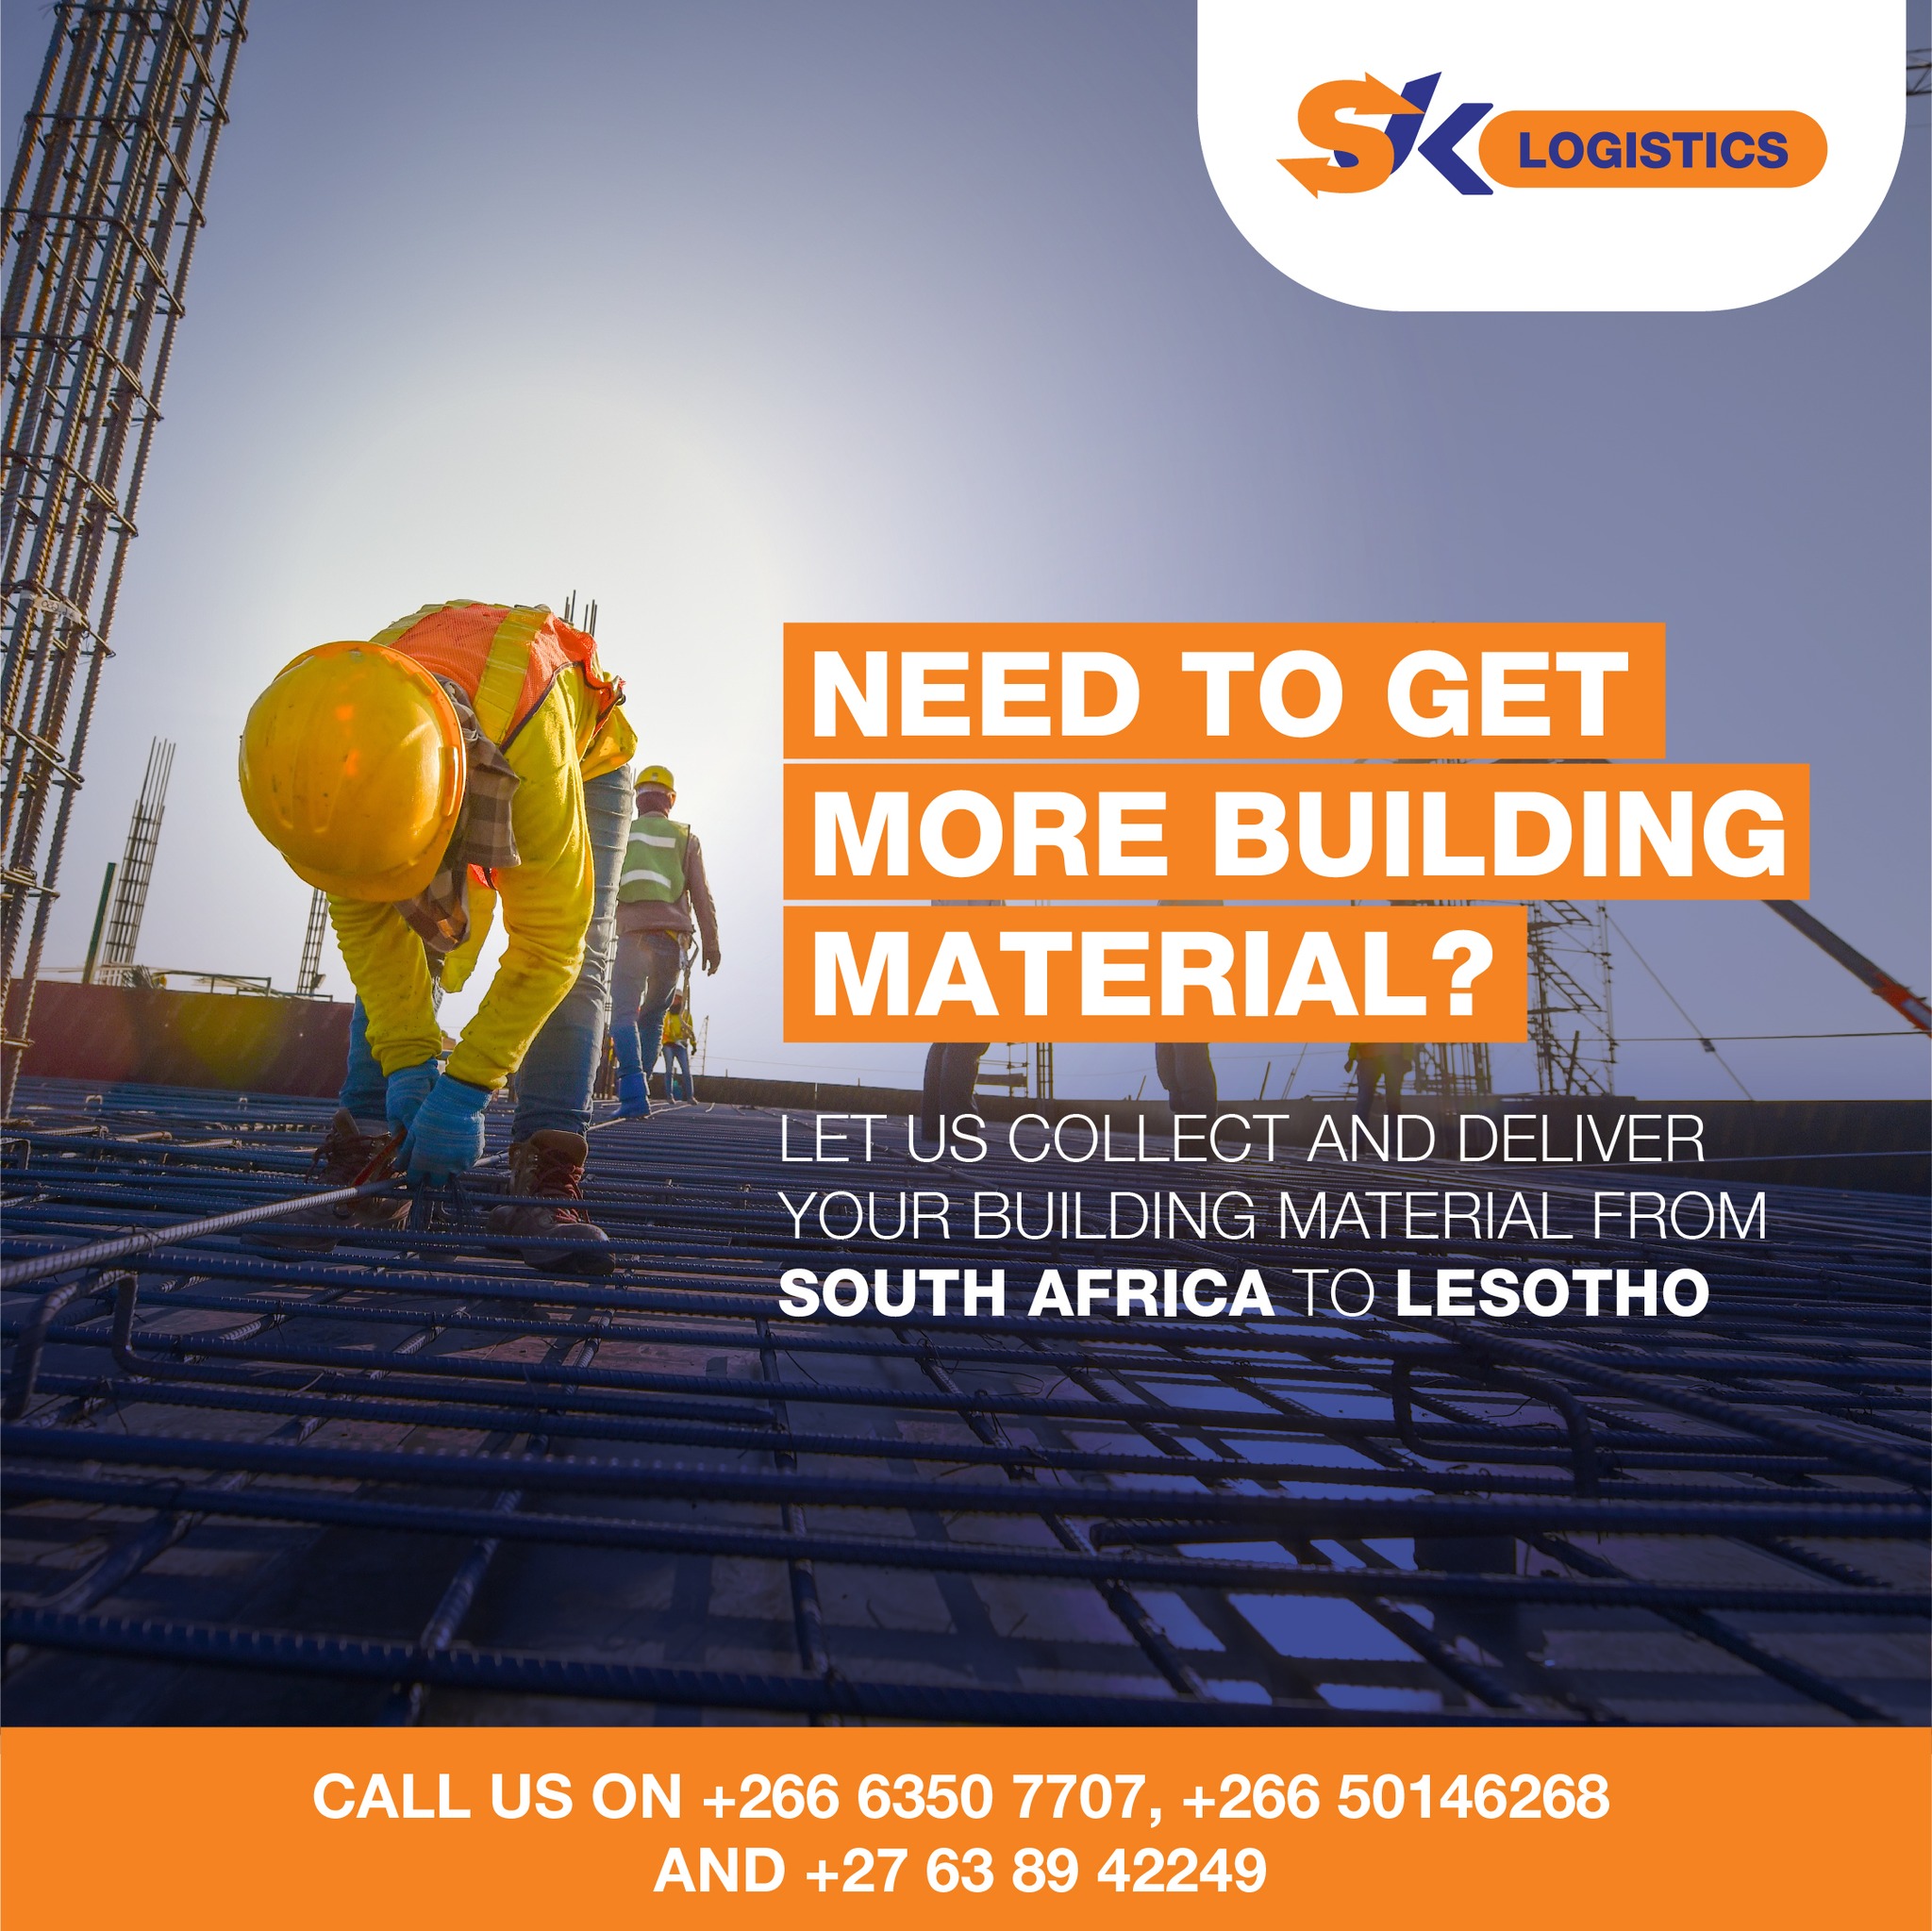 SK LOGISTICS
NEED TO GET
MORE BUILDING
MATERIAL?
LET US COLLECT AND DELIVER
YOUR BUILDING MATERIAL FROM
SOUTH AFRICA TO LESOTHO
CALL US ON +266 6350 7707, +266 50146268
AND +27 63 89 42249